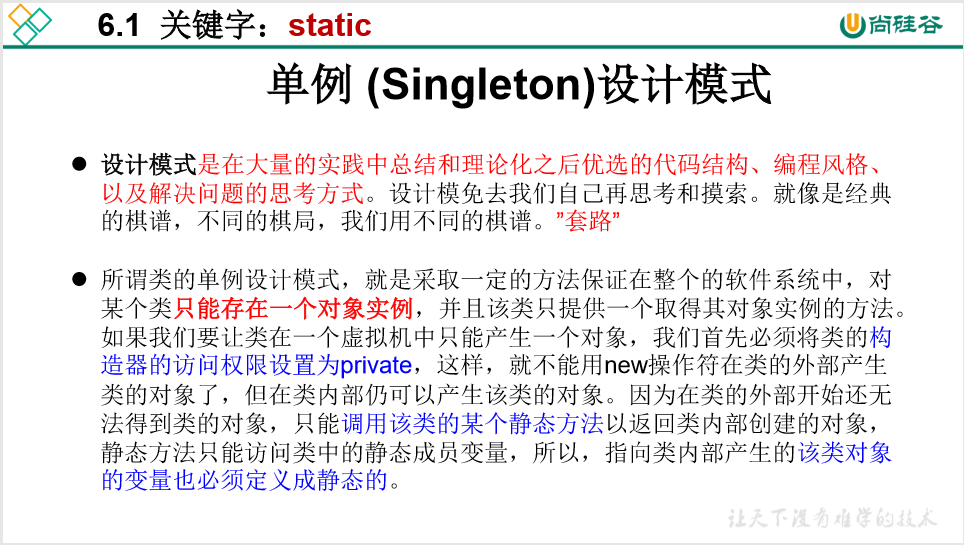 6.1 关键字：static
尚硅谷
单例 (Singleton)设计模式
● 设计模式是在大量的实践中总结和理论化之后优选的代码结构、编程风格、
以及解决问题的思考方式。设计模免去我们自己再思考和摸索。就像是经典
的棋谱，不同的棋局，我们用不同的棋谱。”套路”
● 所谓类的单例设计模式，就是采取一定的方法保证在整个的软件系统中，对
某个类只能存在一个对象实例，并且该类只提供一个取得其对象实例的方法。
如果我们要让类在一个虚拟机中只能产生一个对象，我们首先必须将类的构
造器的访问权限设置为private，这样，就不能用new操作符在类的外部产生
类的对象了，但在类内部仍可以产生该类的对象。因为在类的外部开始还无
法得到类的对象，只能调用该类的某个静态方法以返回类内部创建的对象，
静态方法只能访问类中的静态成员变量，所以，指向类内部产生的该类对象
的变量也必须定义成静态的。
让天下没有难学的技术